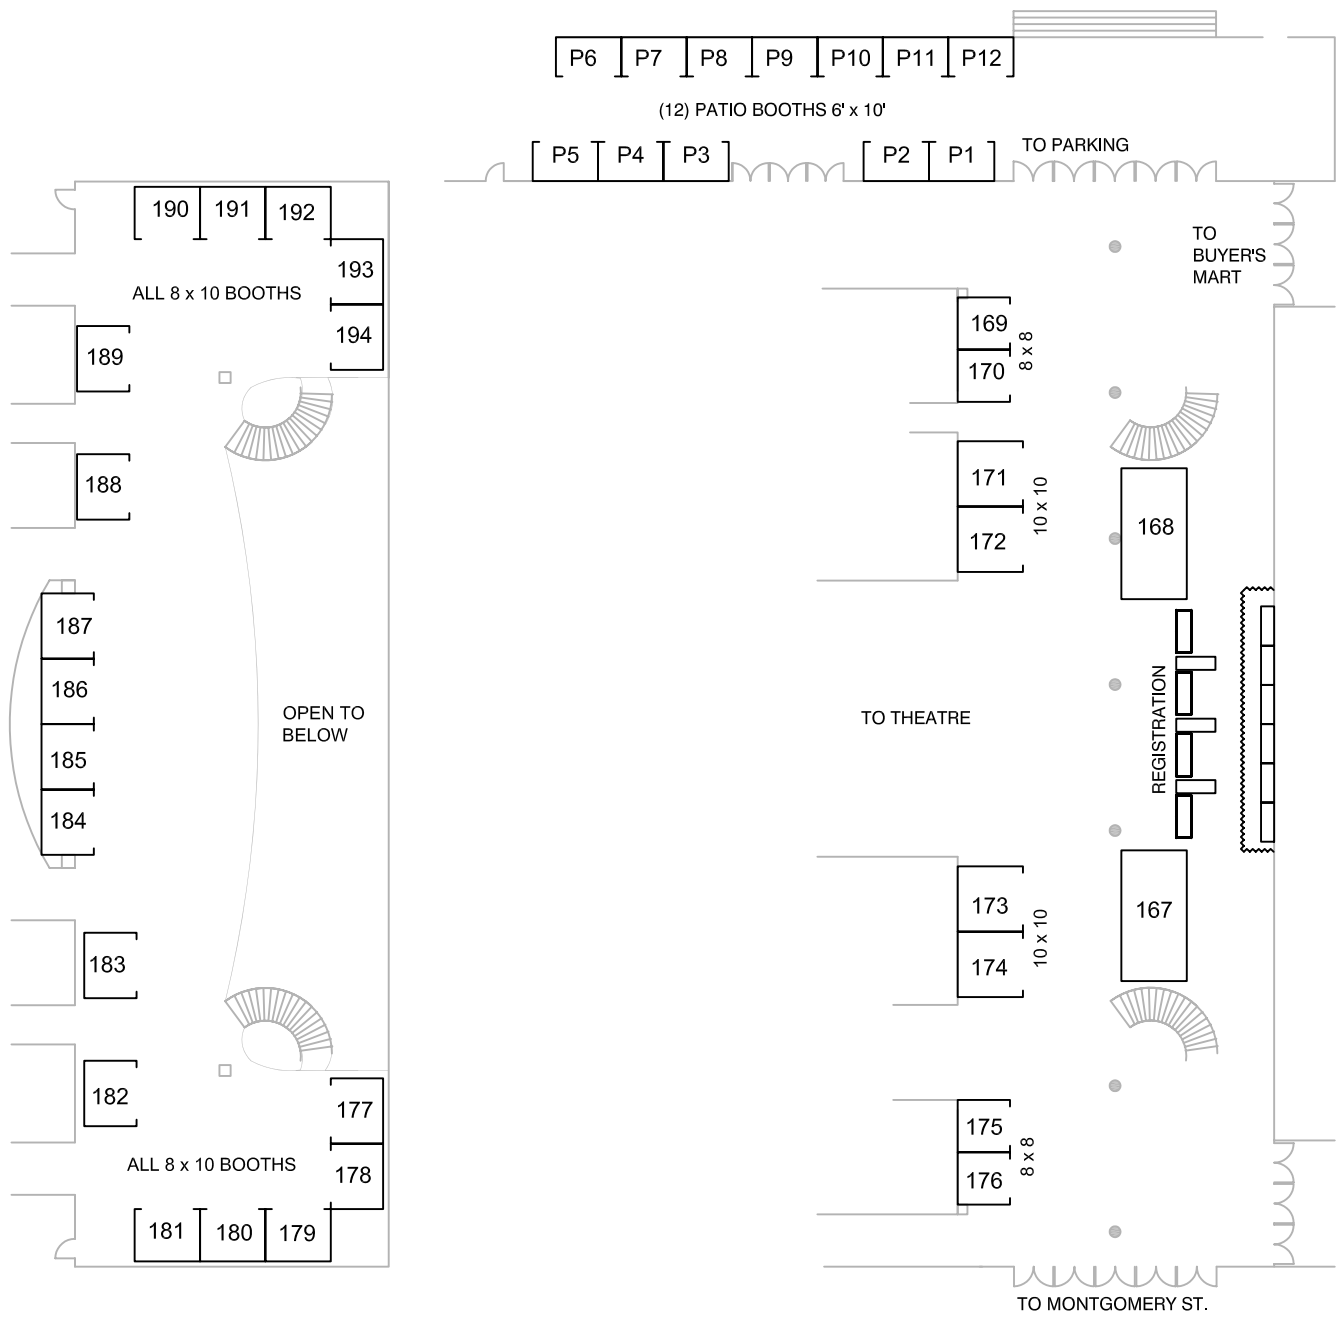 P6 P7 P8 P9 P10 P11 P12
(12) PATIO BOOTHS 6' x 10'
P5 P4 P3 P2 P1
TO PARKING
190 191 192
193
194
ALL 8 x 10 BOOTHS
189
188
187
186
185
184
183
182
OPEN TO
BELOW
177
178
ALL 8 x 10 BOOTHS
181 180 179
TO
BUYER'S
MART
169
170
8 x 8
171
172
10 x 10
168
TO THEATRE
REGISTRATION
167
173
174
10 x 10
175
176
8 x 8
TO MONTGOMERY ST.